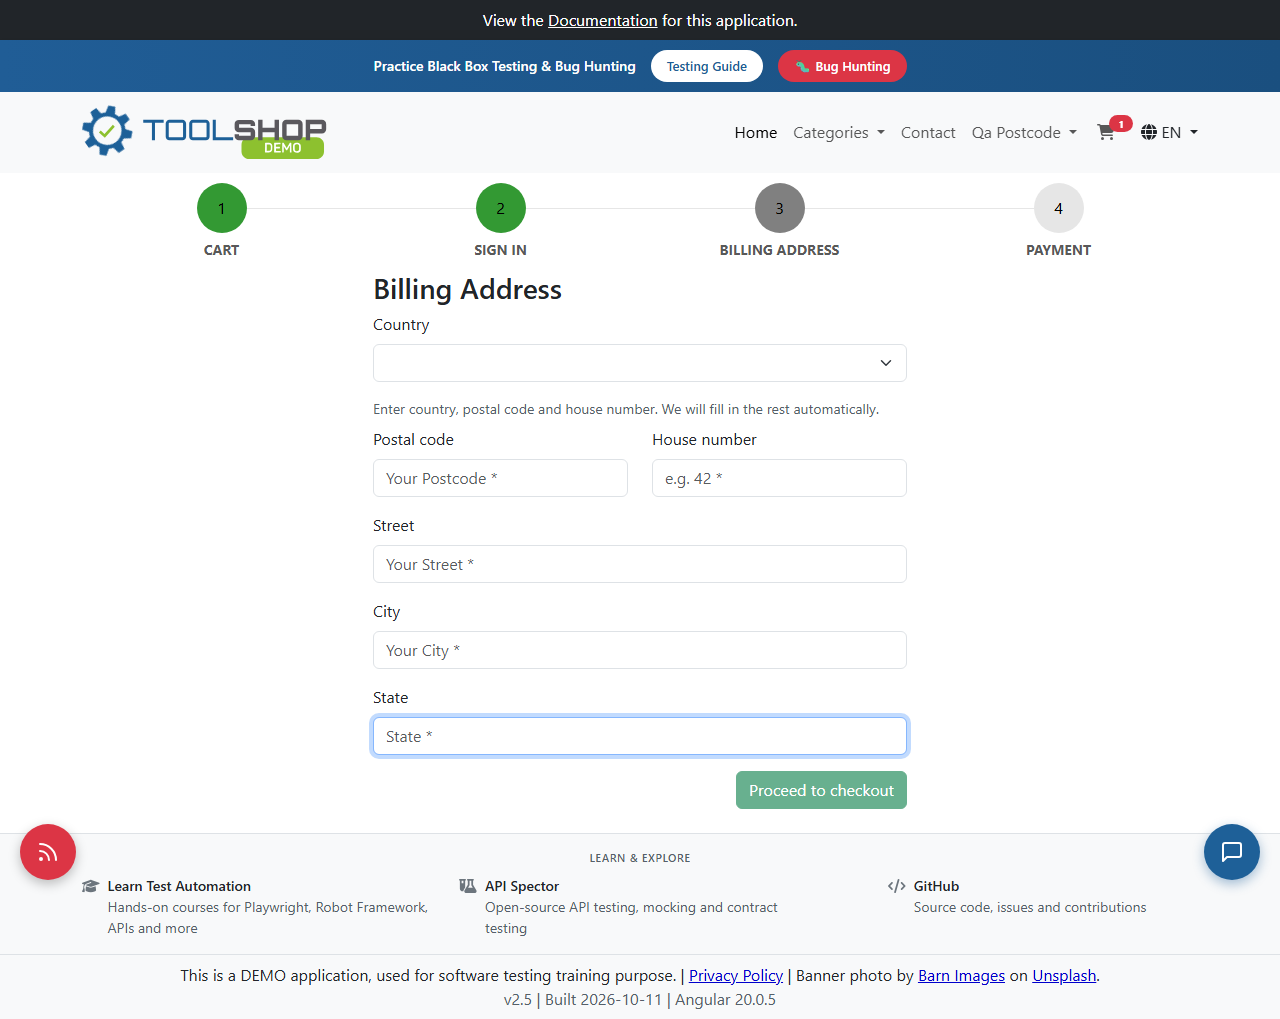 View the Documentation for this application.
Practice Black Box Testing & Bug Hunting Testing Guide Bug Hunting
TOOLSHOP
DEMO
Home Categories Contact Qa Postcode 1 EN
1 2 3 4
CART SIGN IN BILLING ADDRESS PAYMENT
Billing Address
Country
Enter country, postal code and house number. We will fill in the rest automatically.
Postal code House number
Your Postcode * e.g. 42 *
Street
Your Street *
City
Your City *
State
State *
Proceed to checkout
LEARN & EXPLORE
Learn Test Automation
Hands-on courses for Playwright, Robot Framework,
APIs and more
API Spector
Open-source API testing, mocking and contract
testing
GitHub
Source code, issues and contributions
This is a DEMO application, used for software testing training purpose. | Privacy Policy | Banner photo by Barn Images on Unsplash.
v2.5 | Built 2026-10-11 | Angular 20.0.5